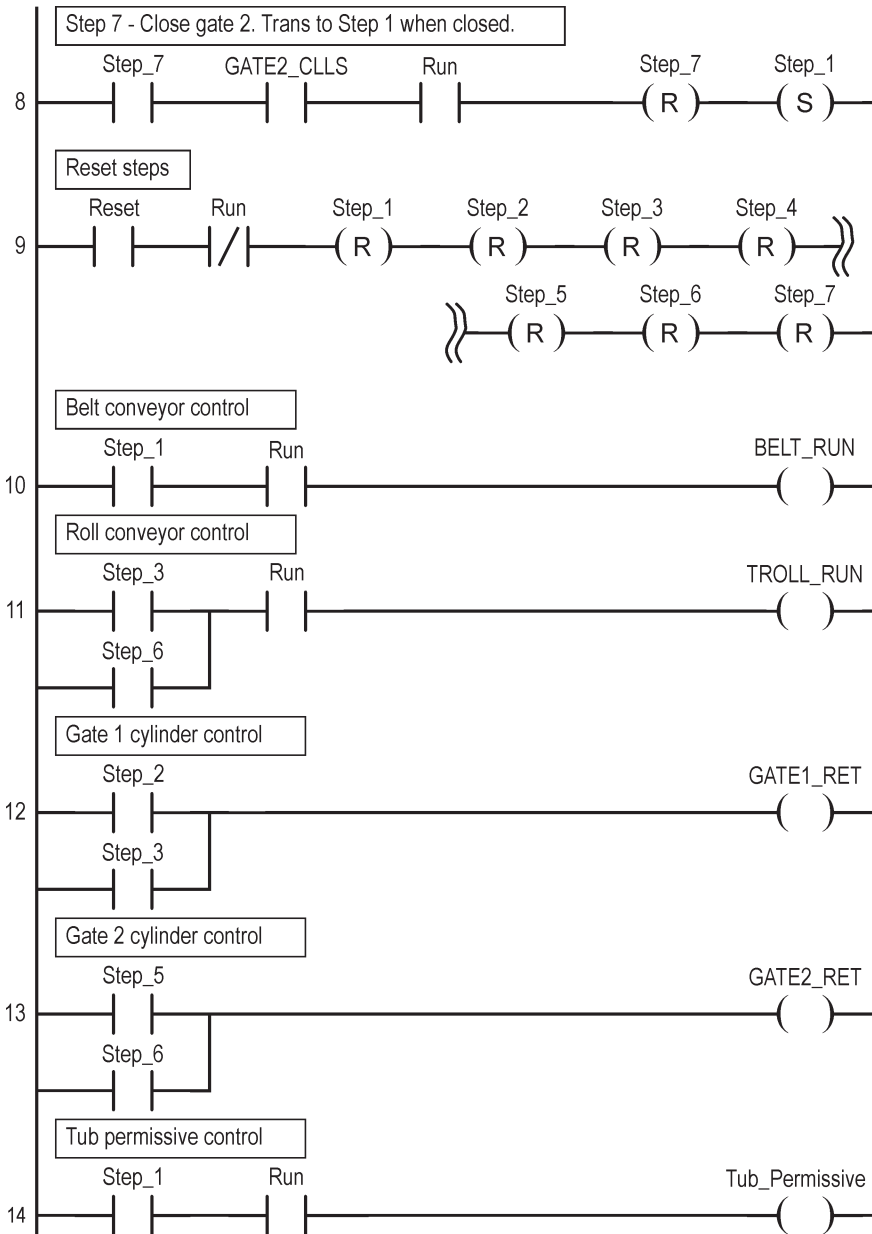 Step 7 - Close gate 2. Trans to Step 1 when closed.
Step_7 GATE2_CLLS Run Step_7 Step_1
8 R S
Reset steps
Reset Run Step_1 Step_2 Step_3 Step_4
9 R R R R
Step_5 Step_6 Step_7
R R R
Belt conveyor control
Step_1 Run BELT_RUN
10
Roll conveyor control
Step_3 Run TROLL_RUN
11
Step_6
Gate 1 cylinder control
Step_2 GATE1_RET
12
Step_3
Gate 2 cylinder control
Step_5 GATE2_RET
13
Step_6
Tub permissive control
Step_1 Run Tub_Permissive
14